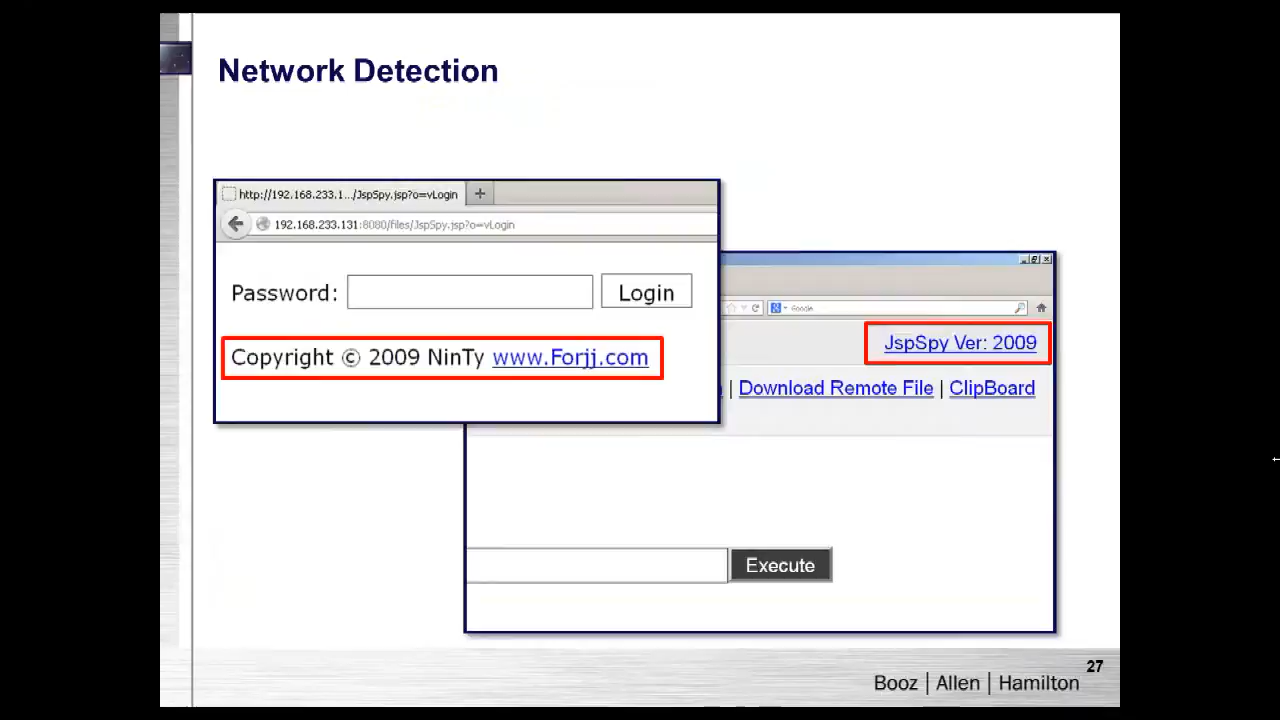 Network Detection
http://192.168.233.1.../JspSpy.jsp?o=vLogin
192.168.233.131:8080/files/JspSpy.jsp?o=vLogin
Password: Login
Copyright © 2009 NinTy www.Forjj.com
Google
JspSpy Ver: 2009
| Download Remote File | ClipBoard
Execute
27
Booz | Allen | Hamilton